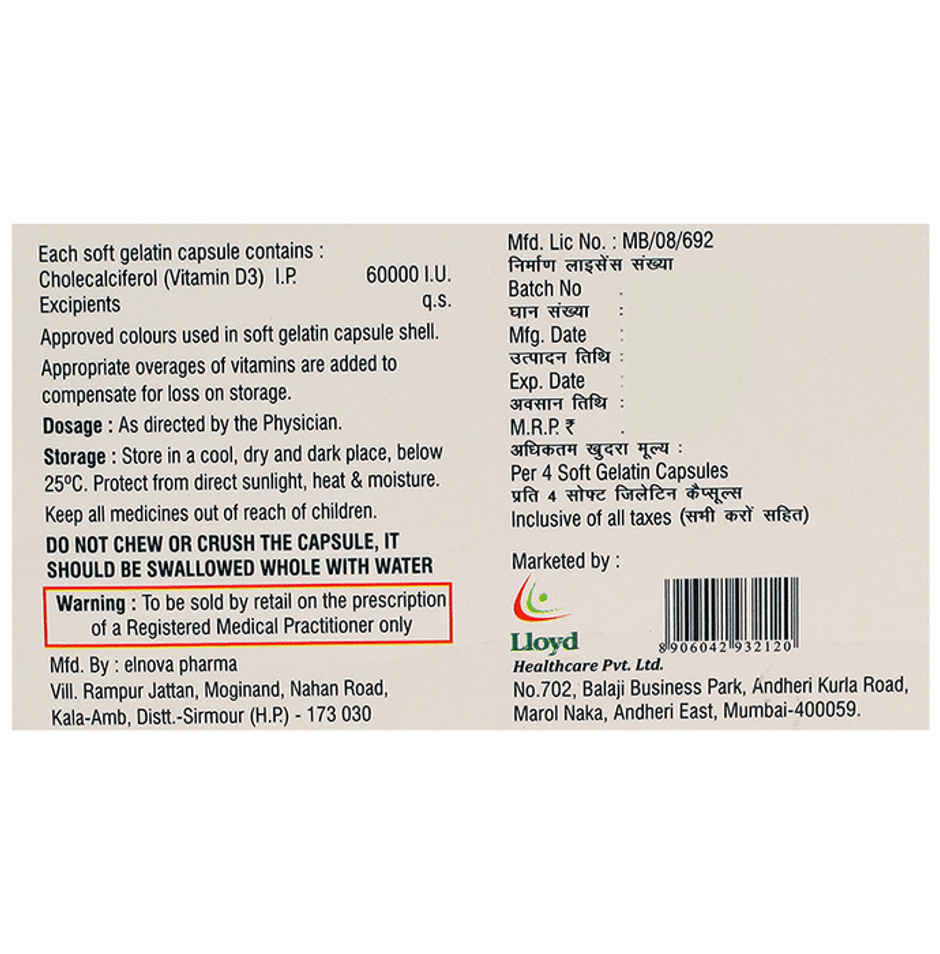 Each soft gelatin capsule contains :
Cholecalciferol (Vitamin D3) I.P. 60000 I.U.
Excipients q.s.
Approved colours used in soft gelatin capsule shell.
Appropriate overages of vitamins are added to
compensate for loss on storage.
Dosage : As directed by the Physician.
Storage : Store in a cool, dry and dark place, below
25ºC. Protect from direct sunlight, heat & moisture.
Keep all medicines out of reach of children.
DO NOT CHEW OR CRUSH THE CAPSULE, IT
SHOULD BE SWALLOWED WHOLE WITH WATER
Warning : To be sold by retail on the prescription
of a Registered Medical Practitioner only
Mfd. By : elnova pharma
Vill. Rampur Jattan, Moginand, Nahan Road,
Kala-Amb, Distt.-Sirmour (H.P.) - 173 030
Mfd. Lic No. : MB/08/692
निर्माण लाइसेंस संख्या
Batch No .
घान संख्या :
Mfg. Date :
उत्पादन तिथि :
Exp. Date :
अवसान तिथि :
M.R.P. ₹ .
अधिकतम खुदरा मूल्य :
Per 4 Soft Gelatin Capsules
प्रति 4 सोफ्ट जिलेटिन कैप्सूल्स
Inclusive of all taxes (सभी करों सहित)
Marketed by :
Lloyd
Healthcare Pvt. Ltd.
8 906042 932120
No.702, Balaji Business Park, Andheri Kurla Road,
Marol Naka, Andheri East, Mumbai-400059.